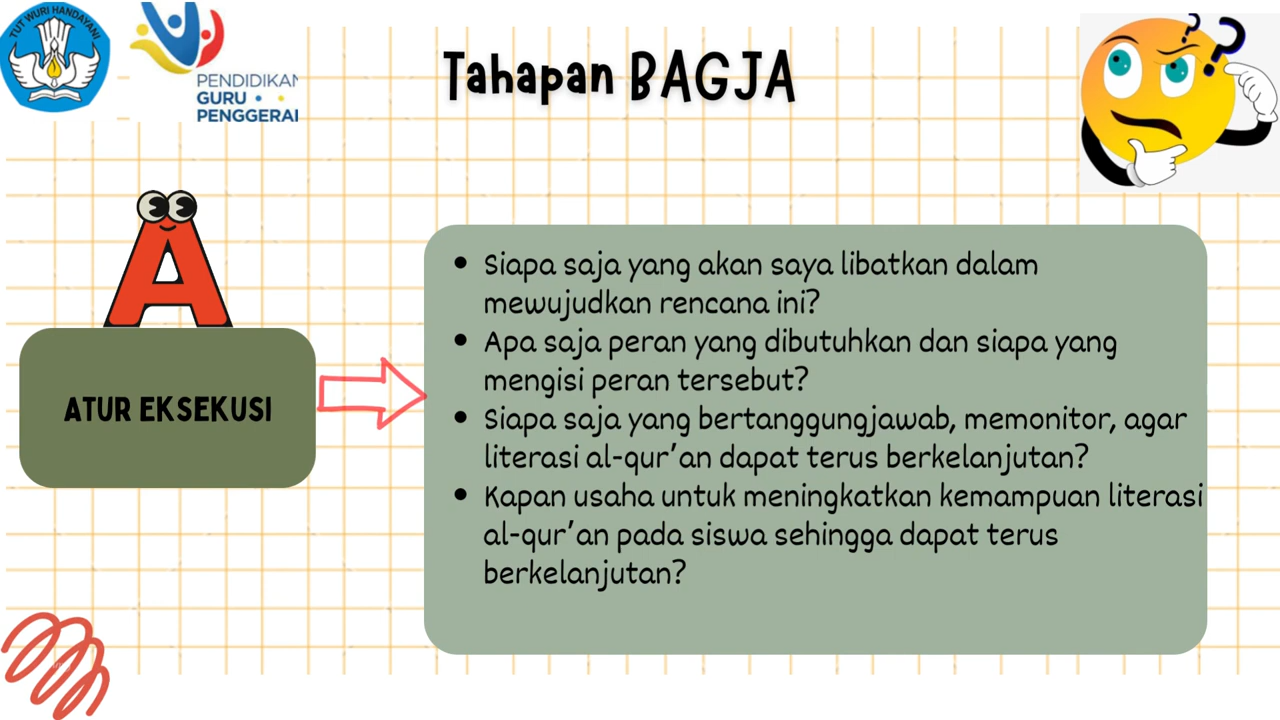 TUT WURI HANDAYANI
PENDIDIKAN
GURU
PENGGERAK
Tahapan BAGJA
A
ATUR EKSEKUSI
• Siapa saja yang akan saya libatkan dalam
mewujudkan rencana ini?
• Apa saja peran yang dibutuhkan dan siapa yang
mengisi peran tersebut?
• Siapa saja yang bertanggungjawab, memonitor, agar
literasi al-qur’an dapat terus berkelanjutan?
• Kapan usaha untuk meningkatkan kemampuan literasi
al-qur’an pada siswa sehingga dapat terus
berkelanjutan?